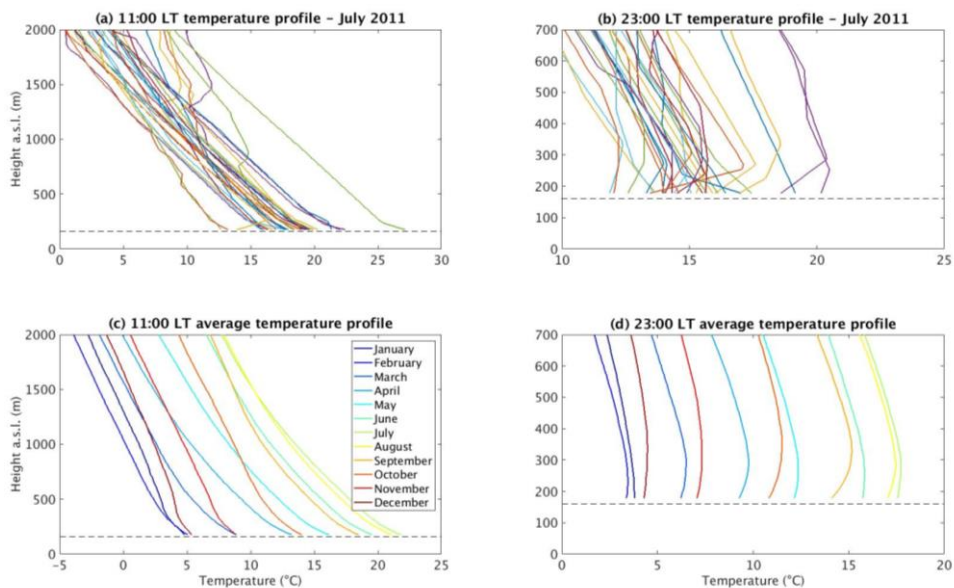 (a) 11:00 LT temperature profile – July 2011
2000
1500
1000
500
0
Height a.s.l. (m)
0 5 10 15 20 25 30
(b) 23:00 LT temperature profile – July 2011
700
600
500
400
300
200
100
0
10 15 20 25
(c) 11:00 LT average temperature profile
2000
1500
1000
500
0
Height a.s.l. (m)
January
February
March
April
May
June
July
August
September
October
November
December
-5 0 5 10 15 20 25 30
Temperature (°C)
(d) 23:00 LT average temperature profile
700
600
500
400
300
200
100
0
0 5 10 15 20
Temperature (°C)